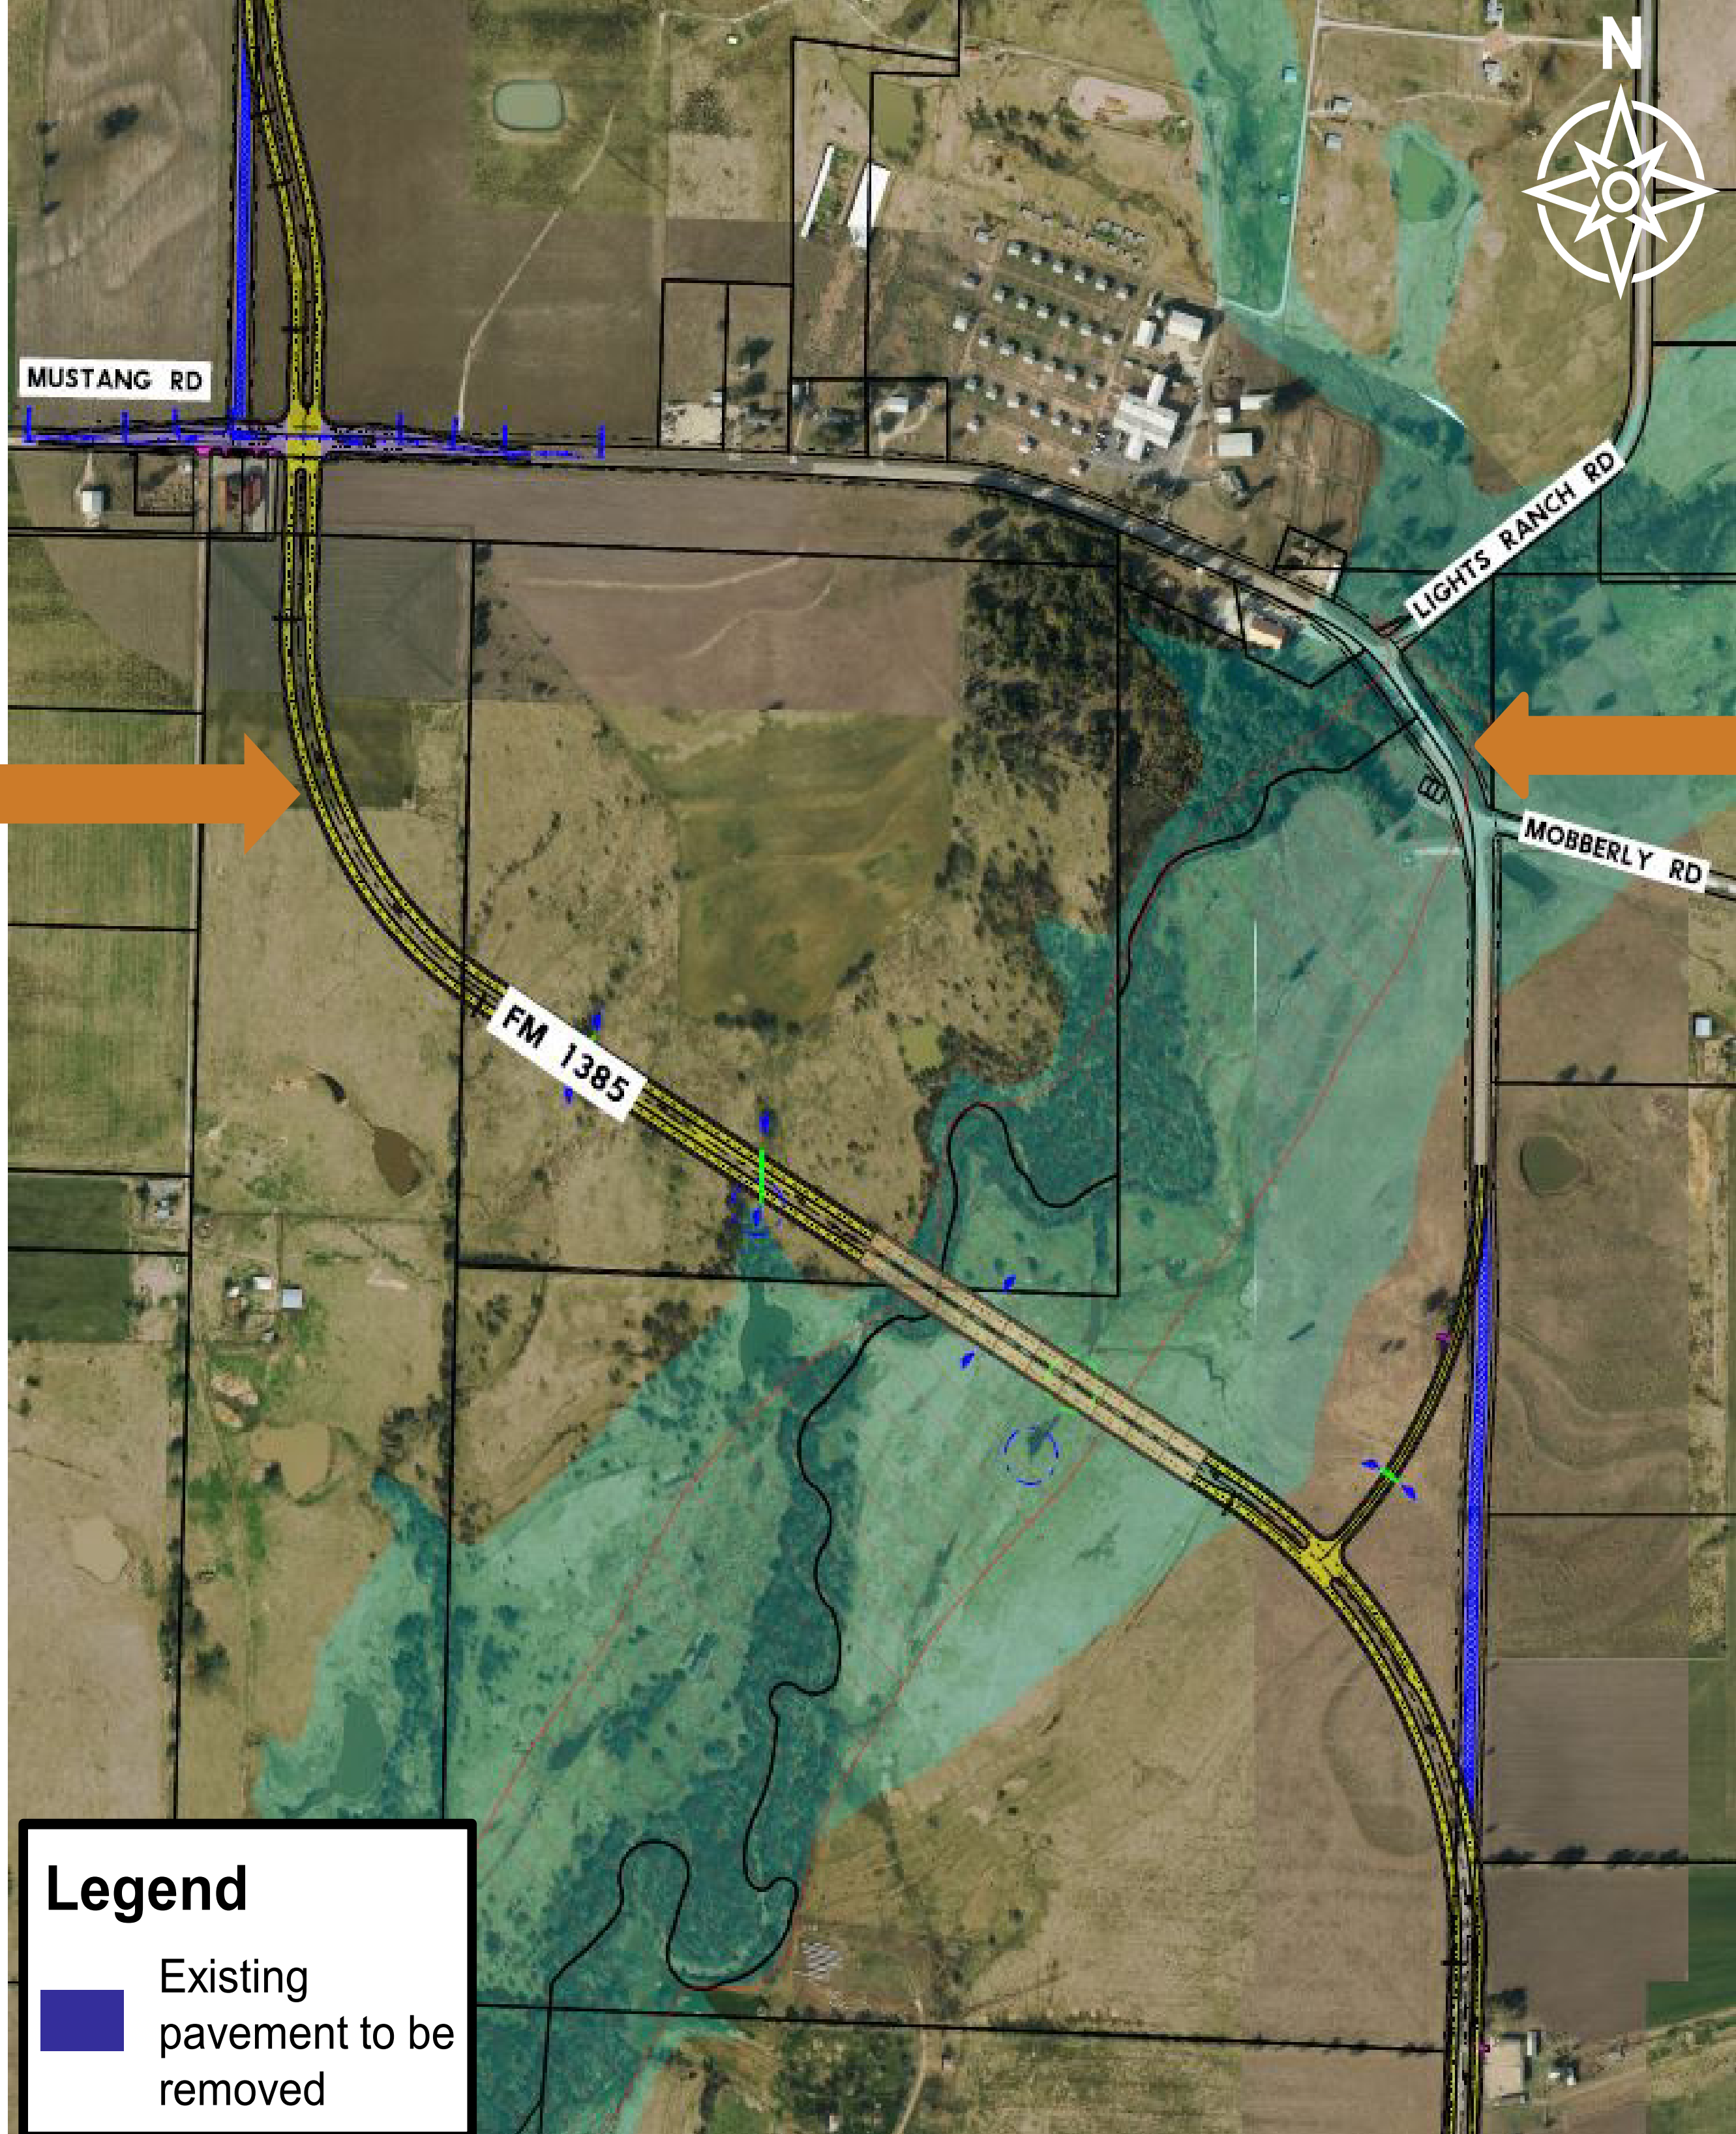 N
MUSTANG RD
LIGHTS RANCH RD
MOBBERLY RD
FM 1385
Legend
Existing
pavement to be
removed